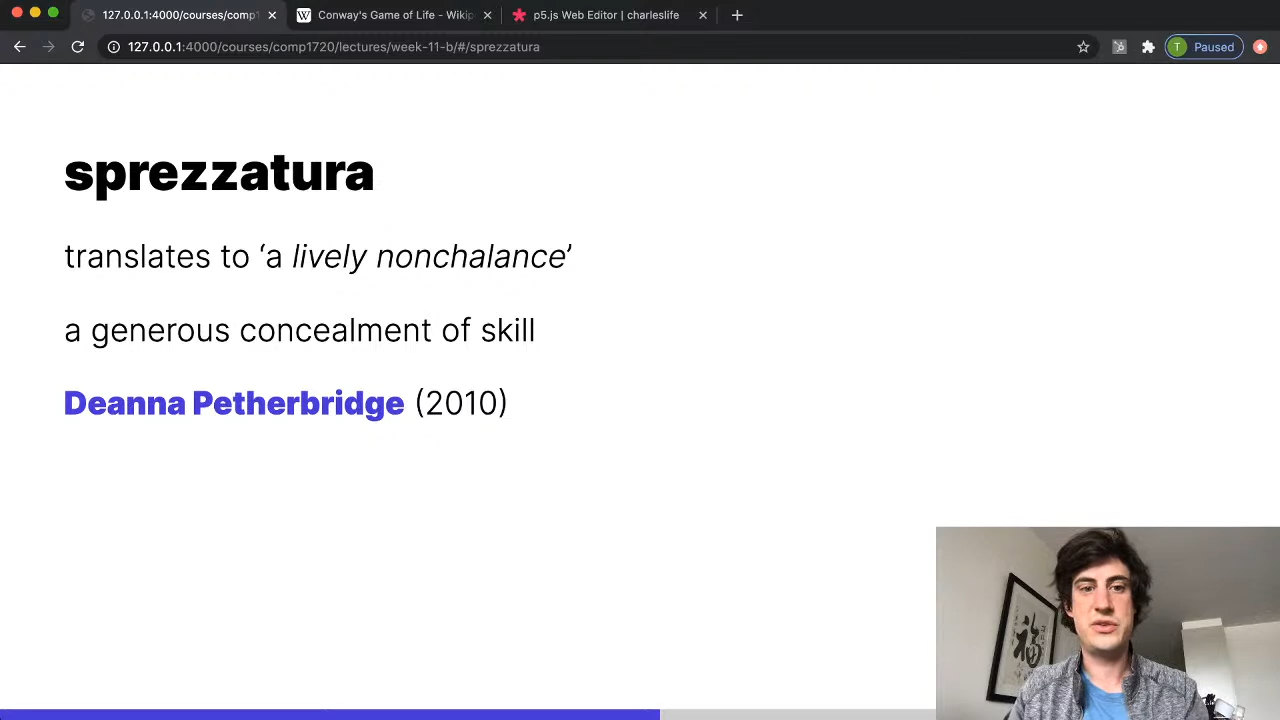 127.0.0.1:4000/courses/comp1
Conway's Game of Life - Wikip
p5.js Web Editor | charleslife
127.0.0.1:4000/courses/comp1720/lectures/week-11-b/#/sprezzatura
T Paused
sprezzatura
translates to ‘a lively nonchalance’
a generous concealment of skill
Deanna Petherbridge (2010)
福